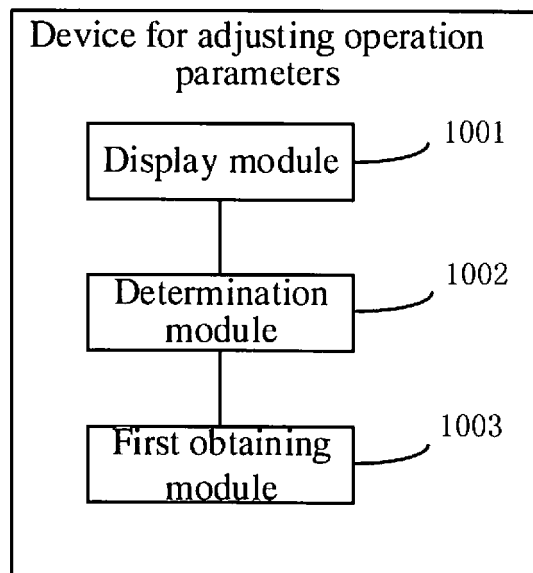 Device for adjusting operation
parameters
Display module
1001
Determination
module
1002
First obtaining
module
1003